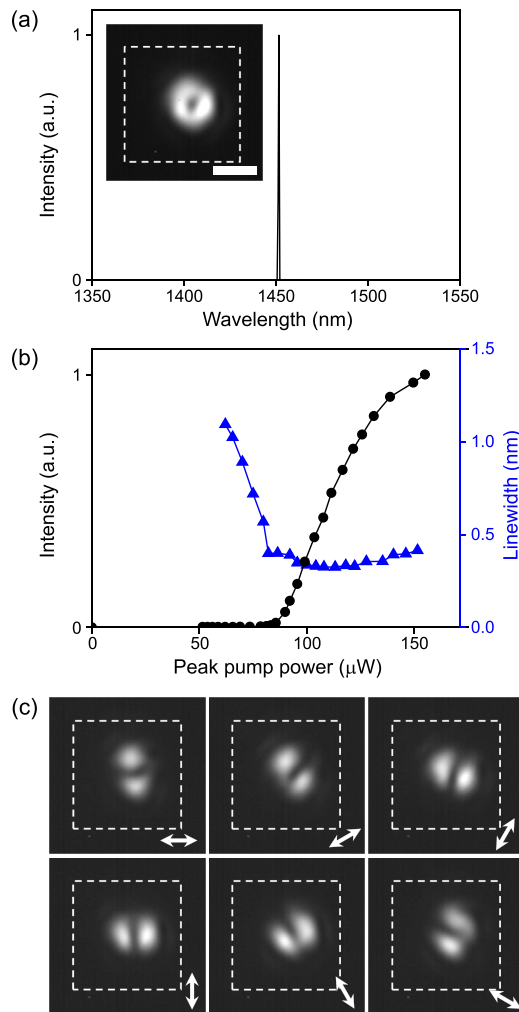 (a)
Intensity (a.u.)
1
0
1350
1400
1450
1500
1550
Wavelength (nm)
(b)
Intensity (a.u.)
Linewidth (nm)
1
0
1.5
1.0
0.5
0.0
0
50
100
150
Peak pump power (μW)
(c)